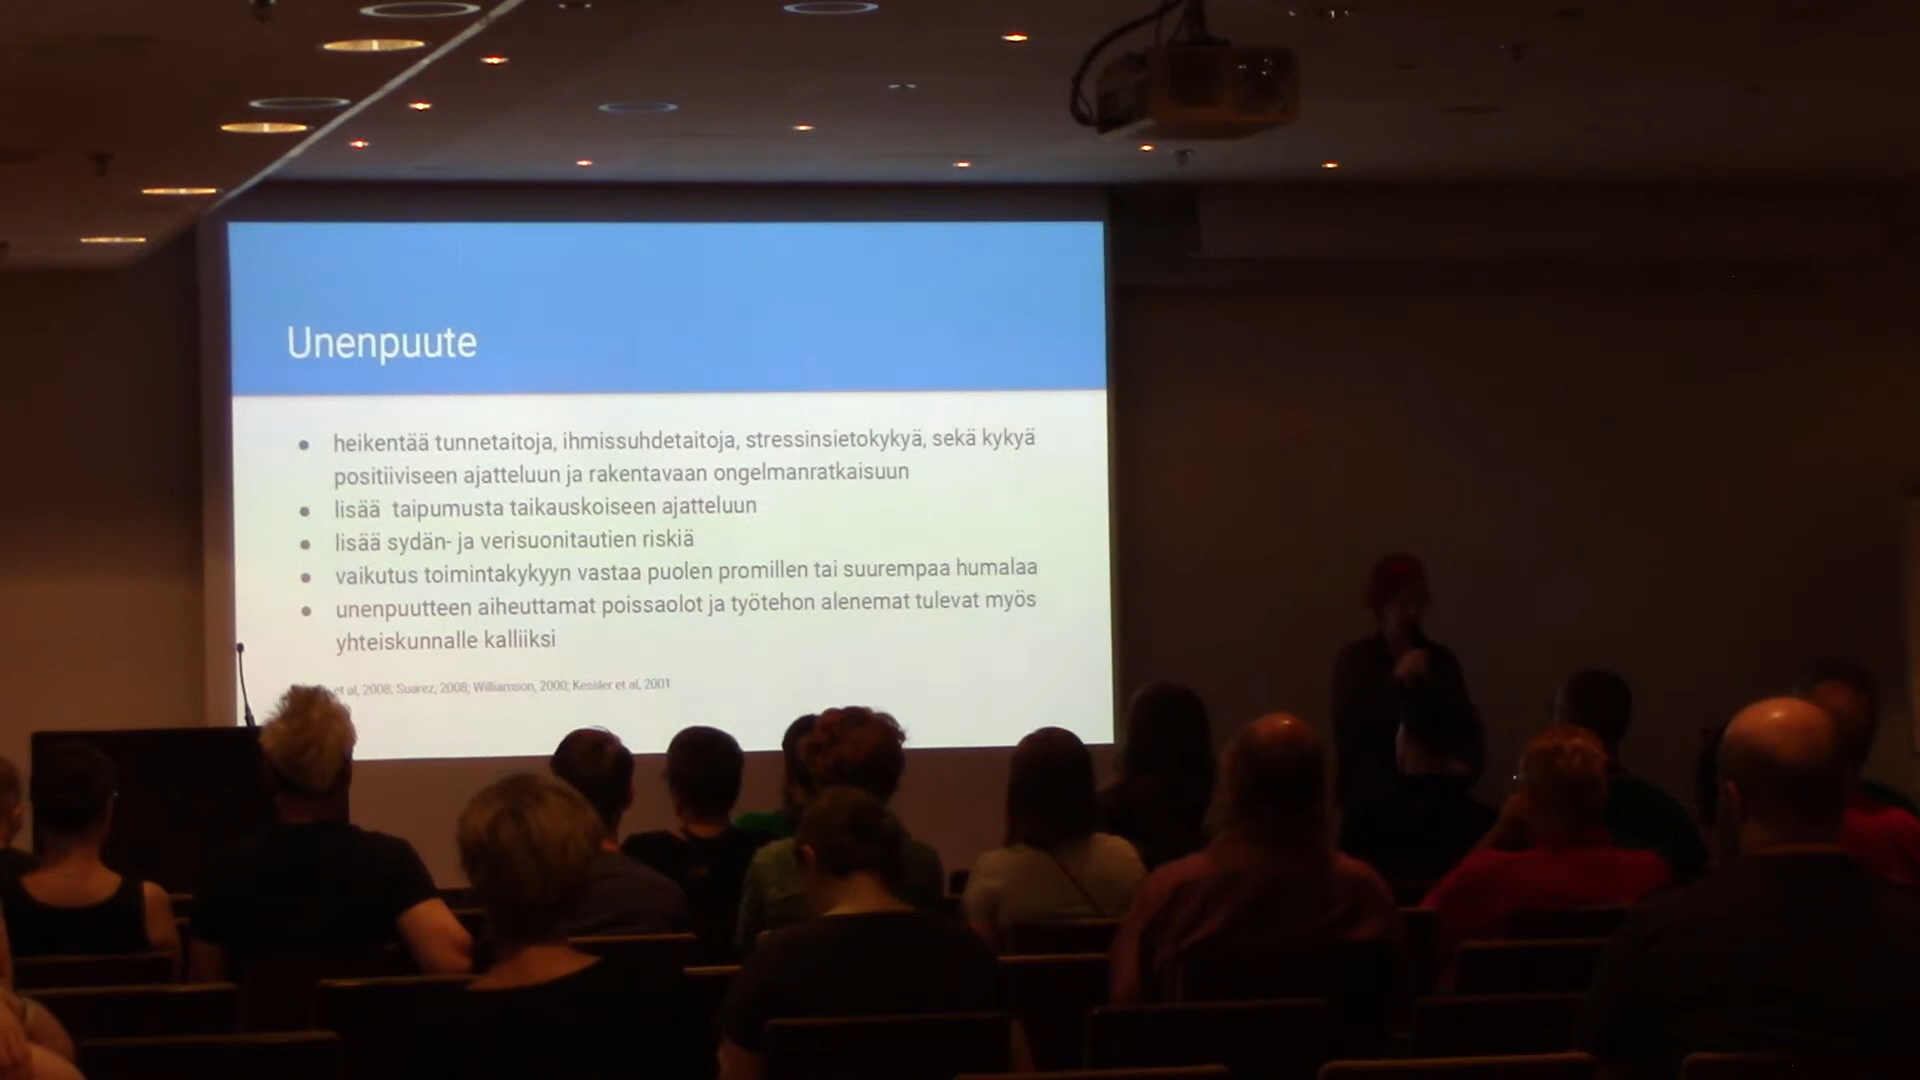 Unenpuute
● heikentää tunnetaitoja, ihmissuhdetaitoja, stressinsietokykyä, sekä kykyä
positiiviseen ajatteluun ja rakentavaan ongelmanratkaisuun
● lisää taipumusta taikauskoiseen ajatteluun
● lisää sydän- ja verisuonitautien riskiä
● vaikutus toimintakykyyn vastaa puolen promillen tai suurempaa humalaa
● unenpuutteen aiheuttamat poissaolot ja työtehon alenemat tulevat myös
yhteiskunnalle kalliiksi
et al, 2008; Suarez, 2008; Williamson, 2000; Kessler et al, 2001